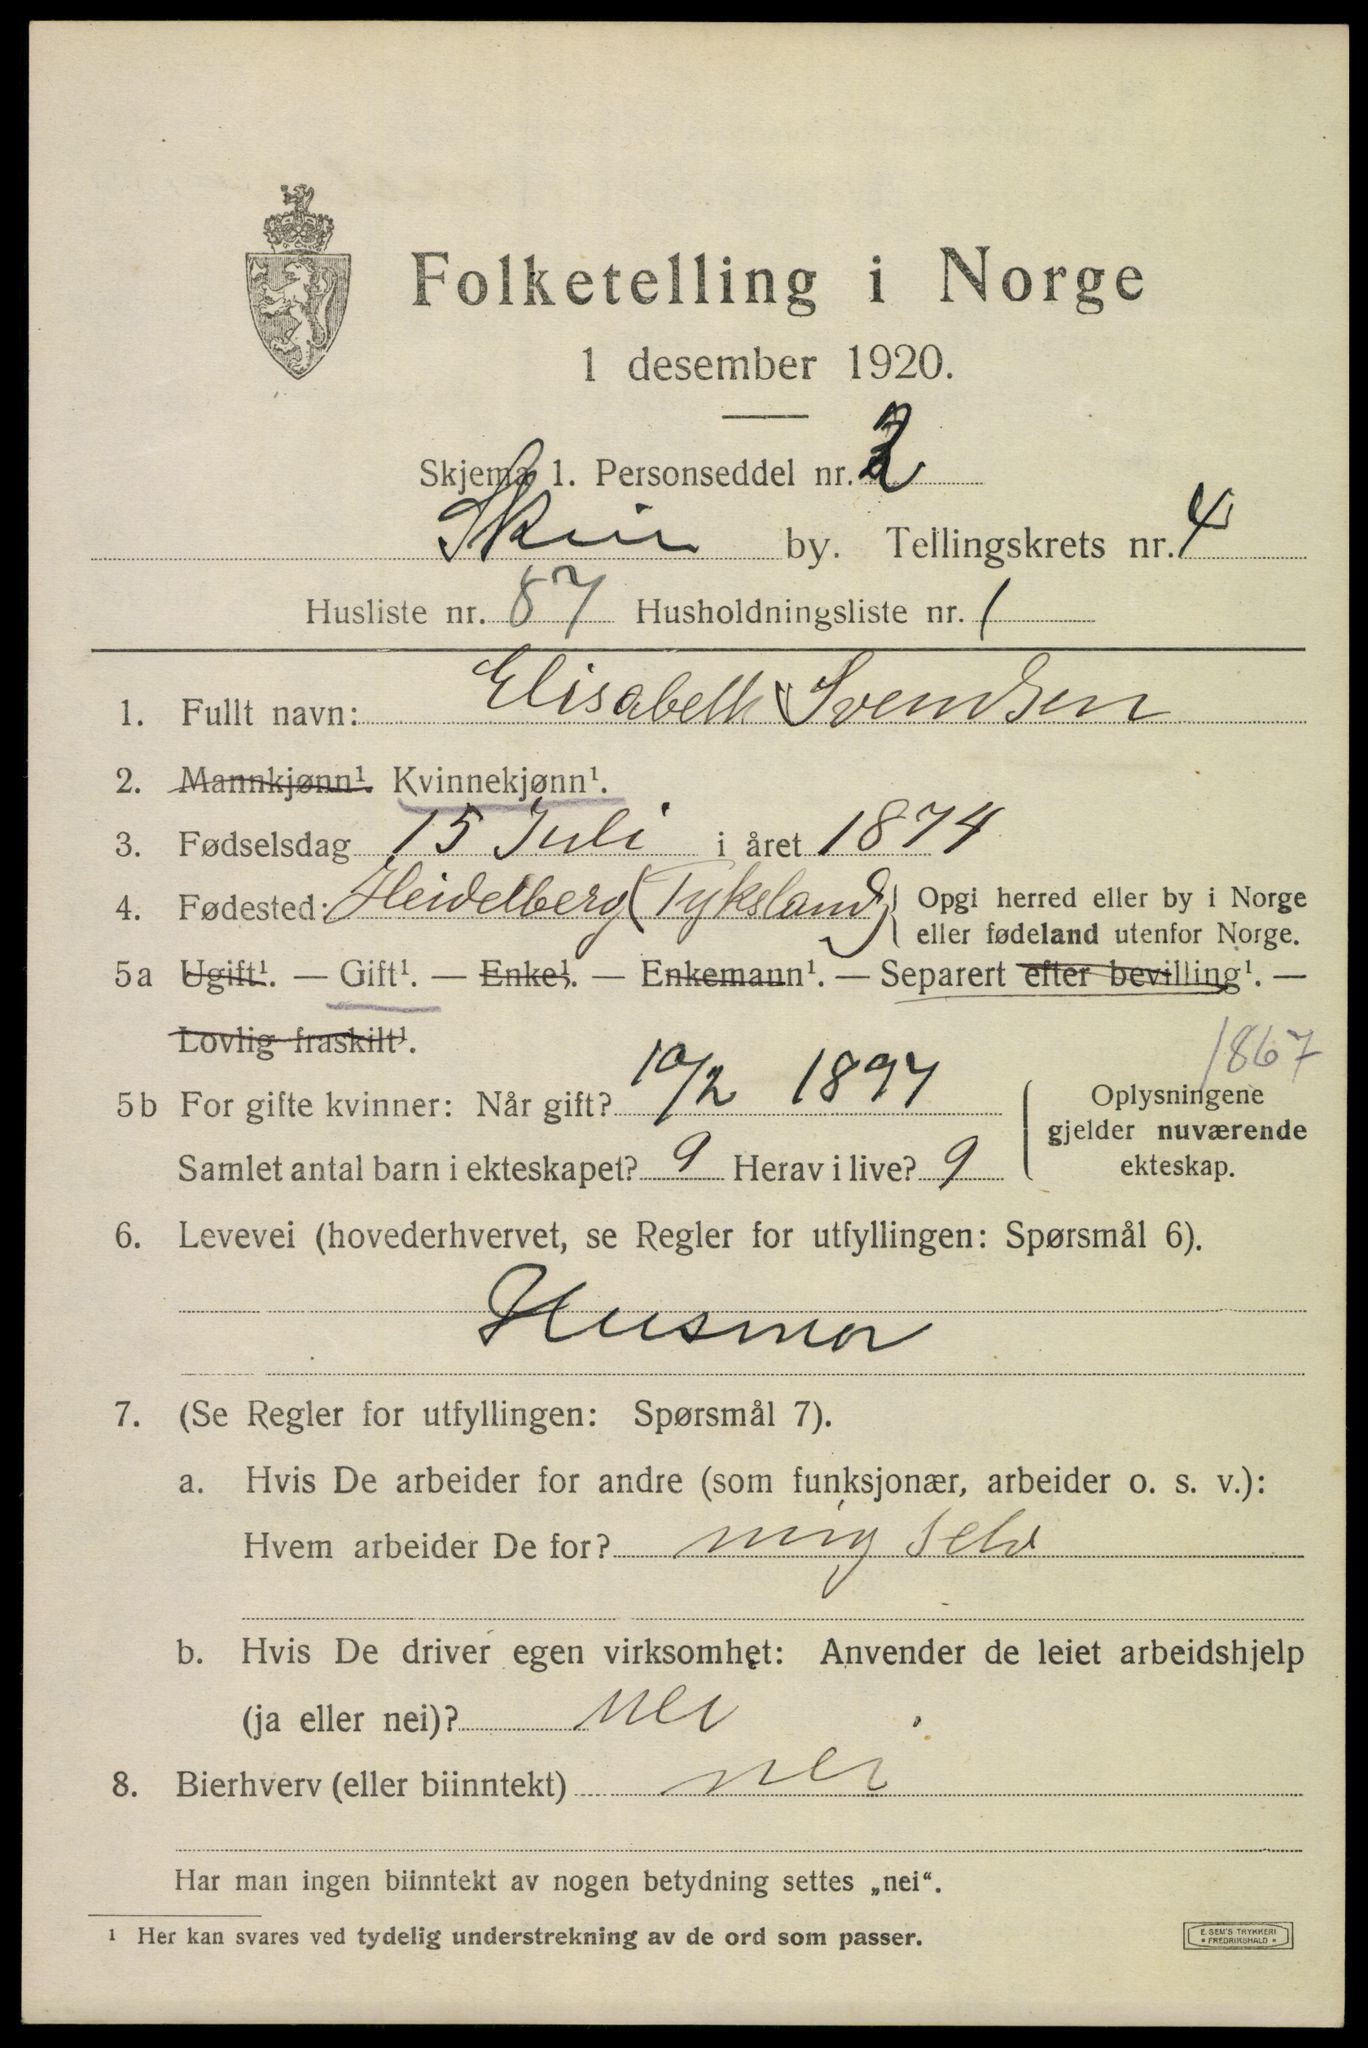 Folketelling i Norge
1 desember 1920.
Skjema 1. Personseddel nr. 2
Skien by. Tellingskrets nr. 4
Husliste nr. 87 Husholdningsliste nr. 1
1. Fullt navn: Elisabeth Svendsen
2. Mannkjønn¹. Kvinnekjønn¹.
3. Fødselsdag 15 Juli i året 1874
4. Fødested: Heidelberg (Tyksland) Opgi herred eller by i Norge
eller fødeland utenfor Norge.
5a Ugift¹. — Gift¹. — Enke¹. — Enkemann¹. — Separert efter bevilling¹. —
Lovlig fraskilt¹.
1867
5b For gifte kvinner: Når gift? 10/2 1897 Oplysningene
gjelder nuværende
Samlet antal barn i ekteskapet? 9 Herav i live? 9 ekteskap.
6. Levevei (hovederhvervet, se Regler for utfyllingen: Spørsmål 6).
Husmor
7. (Se Regler for utfyllingen: Spørsmål 7).
a. Hvis De arbeider for andre (som funksjonær, arbeider o. s. v.):
Hvem arbeider De for? mig selv
b. Hvis De driver egen virksomhet: Anvender de leiet arbeidshjelp
(ja eller nei)? nei
8. Bierhverv (eller biinntekt) nei
Har man ingen biinntekt av nogen betydning settes „nei“.
¹ Her kan svares ved tydelig understrekning av de ord som passer.
E. SEM'S TRYKKERI
* FREDRIKSHALD *